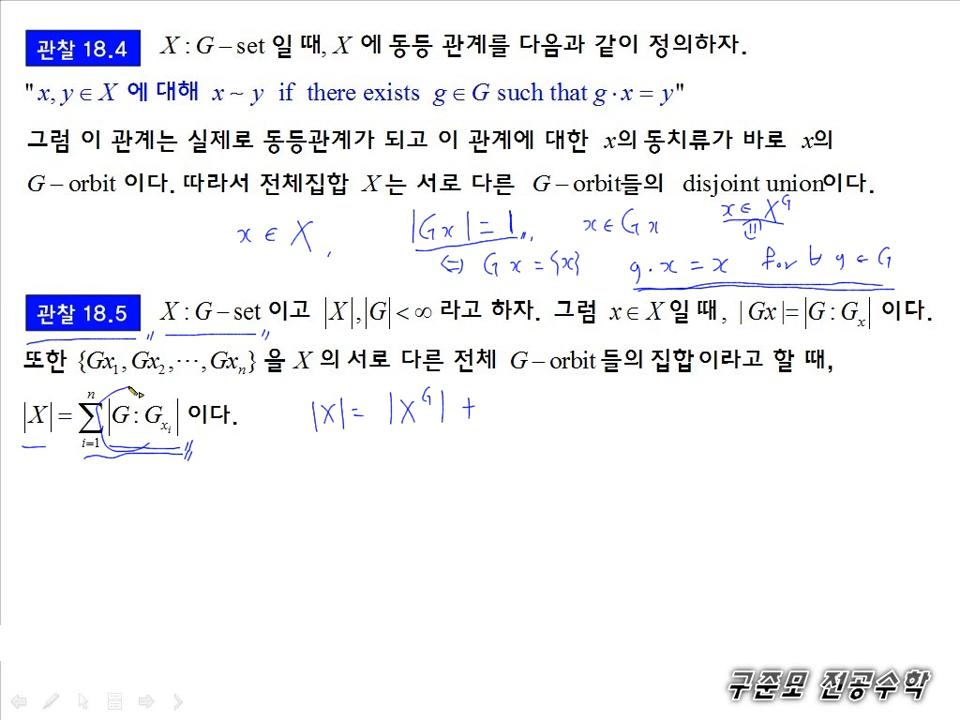 관찰 18.4 X : G − set 일 때, X 에 동등 관계를 다음과 같이 정의하자.
" x, y ∈ X 에 대해 x ~ y if there exists g ∈ G such that g · x = y"
그럼 이 관계는 실제로 동등관계가 되고 이 관계에 대한 x의 동치류가 바로 x의
G − orbit 이다. 따라서 전체집합 X 는 서로 다른 G − orbit들의 disjoint union이다.
x ∈ X, |Gx| = 1 x ∈ Gx x ∈ X^G
⇔ Gx = {x} g · x = x for ∀ g ∈ G
관찰 18.5 X : G − set 이고 |X|, |G| < ∞ 라고 하자. 그럼 x ∈ X 일 때, | Gx |= |G : G_x| 이다.
또한 {Gx_1, Gx_2, ⋯, Gx_n} 을 X 의 서로 다른 전체 G − orbit 들의 집합이라고 할 때,
|X| = ∑_{i=1}^{n} |G : G_{x_i}| 이다. |X| = |X^G| +
구준모 전공수학